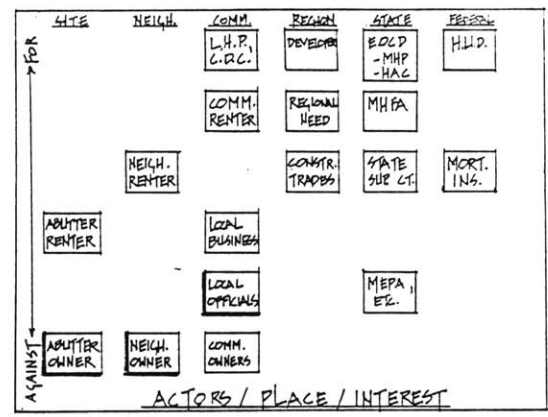 SITE NEIGH. COMM. REGION STATE FEDERAL
FOR
L.H.P.,
C.D.C.
DEVELOPER
EOCD
-MHP
-HAC
H.U.D.
COMM.
RENTER
REGIONAL
NEED
MHFA
NEIGH.
RENTER
CONSTR.
TRADES
STATE
SUP CT.
MORT.
INS.
ABUTTER
RENTER
LOCAL
BUSINESS
LOCAL
OFFICIALS
MEPA,
ETC.
AGAINST
ABUTTER
OWNER
NEIGH.
OWNER
COMM.
OWNERS
ACTORS / PLACE / INTEREST